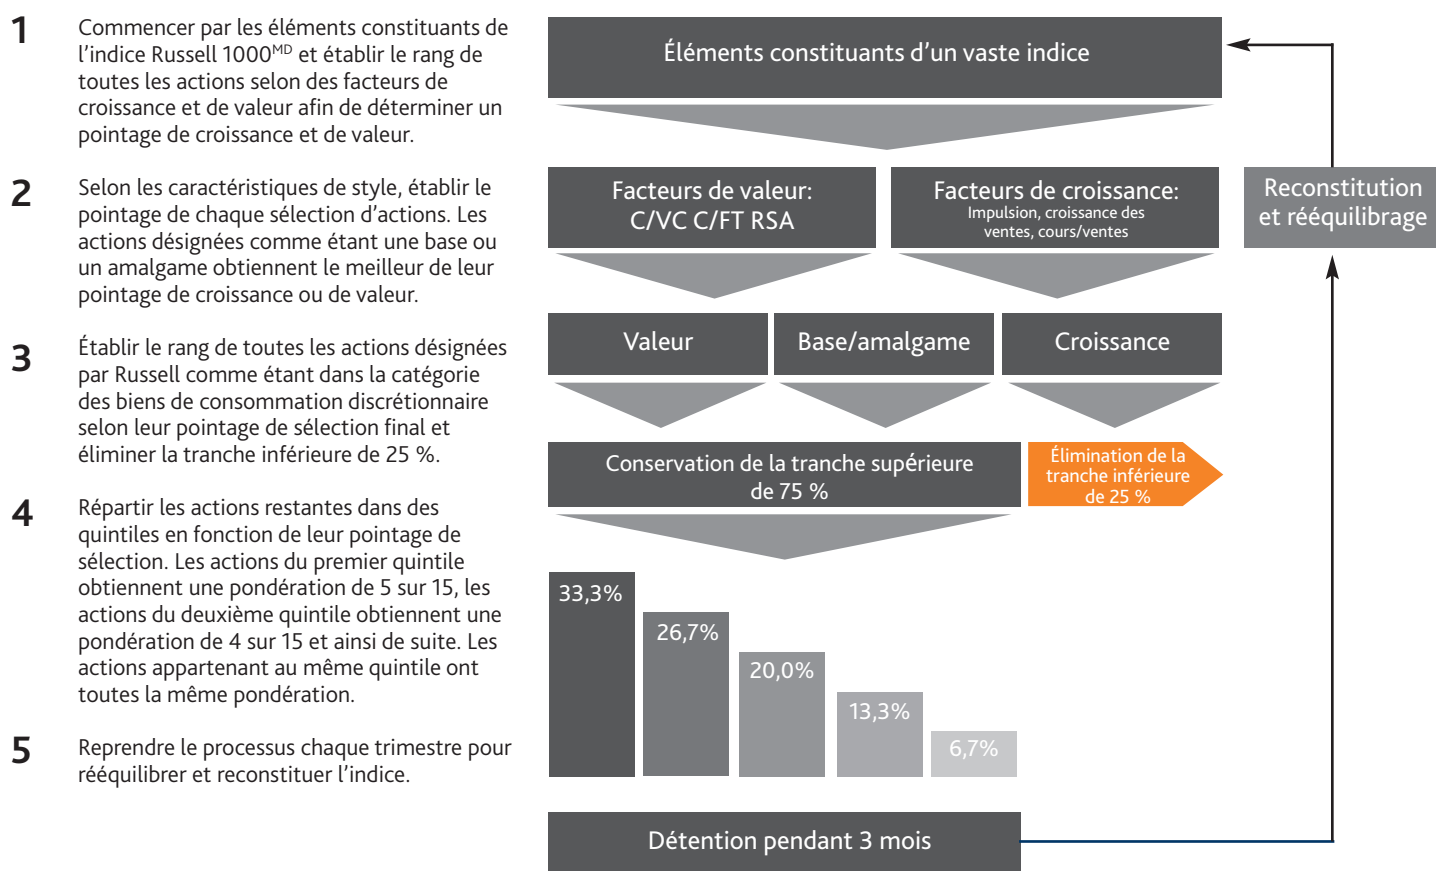 1
Commencer par les éléments constituants de
l’indice Russell 1000ᴹᴰ et établir le rang de
toutes les actions selon des facteurs de
croissance et de valeur afin de déterminer un
pointage de croissance et de valeur.
2
Selon les caractéristiques de style, établir le
pointage de chaque sélection d’actions. Les
actions désignées comme étant une base ou
un amalgame obtiennent le meilleur de leur
pointage de croissance ou de valeur.
3
Établir le rang de toutes les actions désignées
par Russell comme étant dans la catégorie
des biens de consommation discrétionnaire
selon leur pointage de sélection final et
éliminer la tranche inférieure de 25 %.
4
Répartir les actions restantes dans des
quintiles en fonction de leur pointage de
sélection. Les actions du premier quintile
obtiennent une pondération de 5 sur 15, les
actions du deuxième quintile obtiennent une
pondération de 4 sur 15 et ainsi de suite. Les
actions appartenant au même quintile ont
toutes la même pondération.
5
Reprendre le processus chaque trimestre pour
rééquilibrer et reconstituer l’indice.
Éléments constituants d’un vaste indice
Facteurs de valeur:
C/VC C/FT RSA
Facteurs de croissance:
Impulsion, croissance des
ventes, cours/ventes
Reconstitution
et rééquilibrage
Valeur
Base/amalgame
Croissance
Conservation de la tranche supérieure
de 75 %
Élimination de la
tranche inférieure
de 25 %
33,3%
26,7%
20,0%
13,3%
6,7%
Détention pendant 3 mois